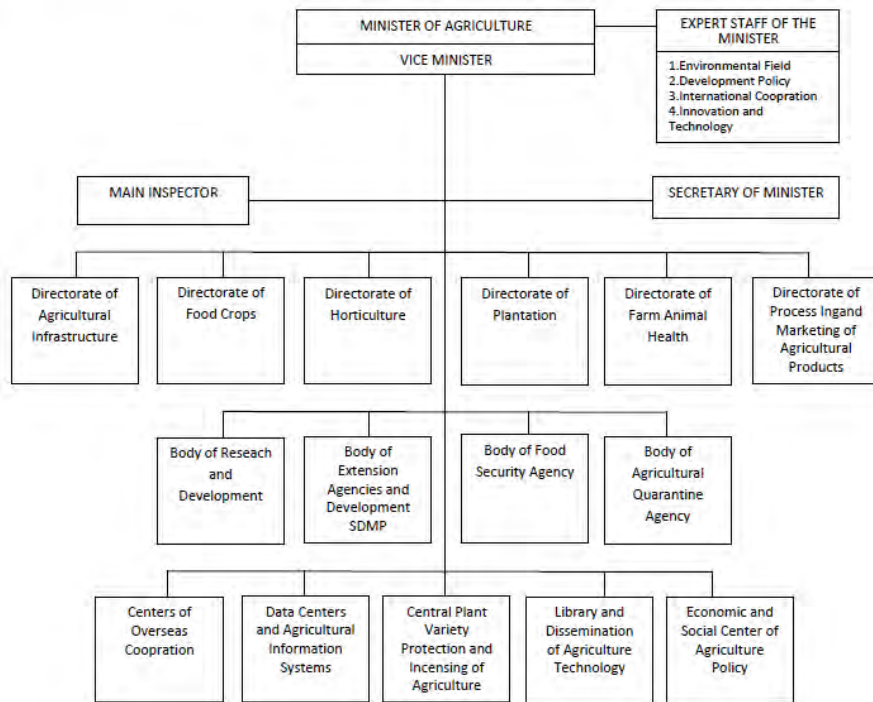 MINISTER OF AGRICULTURE
VICE MINISTER
EXPERT STAFF OF THE
MINISTER
1.Environmental Field
2.Development Policy
3.International Coopration
4.Innovation and
Technology
MAIN INSPECTOR
SECRETARY OF MINISTER
Directorate of
Agricultural
Infrastructure
Directorate of
Food Crops
Directorate of
Horticulture
Directorate of
Plantation
Directorate of
Farm Animal
Health
Directorate of
Process Ingand
Marketing of
Agricultural
Products
Body of Reseach
and
Development
Body of
Extension
Agencies and
Development
SDMP
Body of Food
Security Agency
Body of
Agricultural
Quarantine
Agency
Centers of
Overseas
Coopration
Data Centers
and Agricultural
Information
Systems
Central Plant
Variety
Protection and
Incensing of
Agriculture
Library and
Dissemination
of Agriculture
Technology
Economic and
Social Center of
Agriculture
Policy